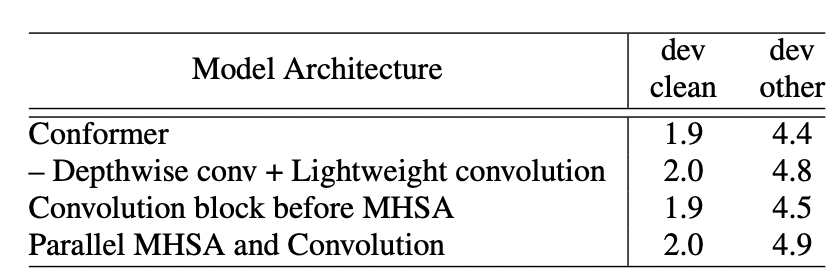 Model Architecture dev dev
clean other
Conformer 1.9 4.4
– Depthwise conv + Lightweight convolution 2.0 4.8
Convolution block before MHSA 1.9 4.5
Parallel MHSA and Convolution 2.0 4.9